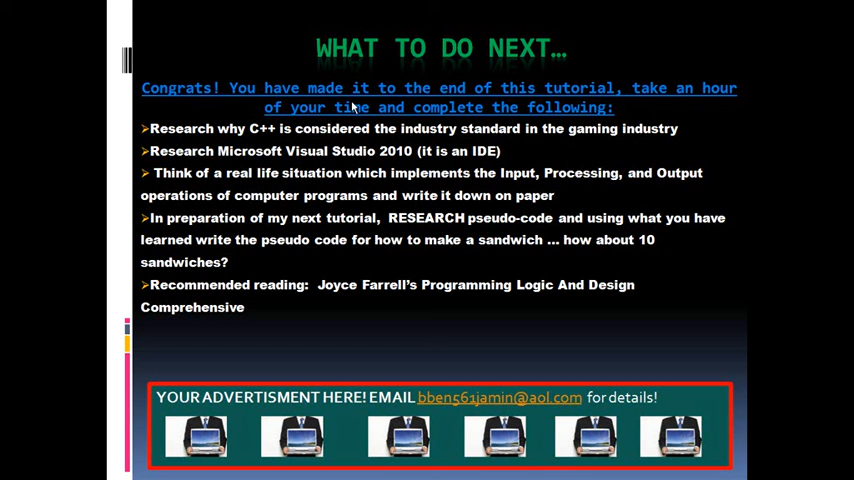 WHAT TO DO NEXT…
Congrats! You have made it to the end of this tutorial, take an hour
of your time and complete the following:
➢Research why C++ is considered the industry standard in the gaming industry
➢Research Microsoft Visual Studio 2010 (it is an IDE)
➢ Think of a real life situation which implements the Input, Processing, and Output
operations of computer programs and write it down on paper
➢In preparation of my next tutorial, RESEARCH pseudo-code and using what you have
learned write the pseudo code for how to make a sandwich … how about 10
sandwiches?
➢Recommended reading: Joyce Farrell's Programming Logic And Design
Comprehensive
YOUR ADVERTISMENT HERE! EMAIL bben561jamin@aol.com for details!